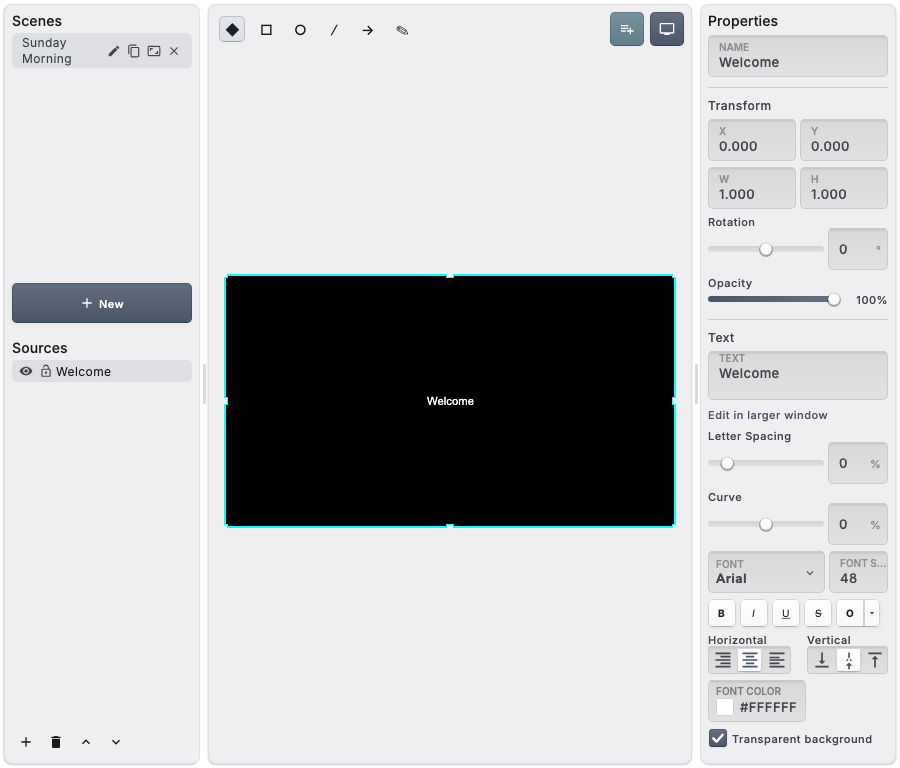 Scenes
Sunday
Morning
+ New
Sources
Welcome
Welcome
Properties
NAME
Welcome
Transform
X
0.000
Y
0.000
W
1.000
H
1.000
Rotation
0 °
Opacity
100%
Text
TEXT
Welcome
Edit in larger window
Letter Spacing
0 %
Curve
0 %
FONT
Arial
FONT S...
48
B I U S O
Horizontal
Vertical
FONT COLOR
#FFFFFF
Transparent background